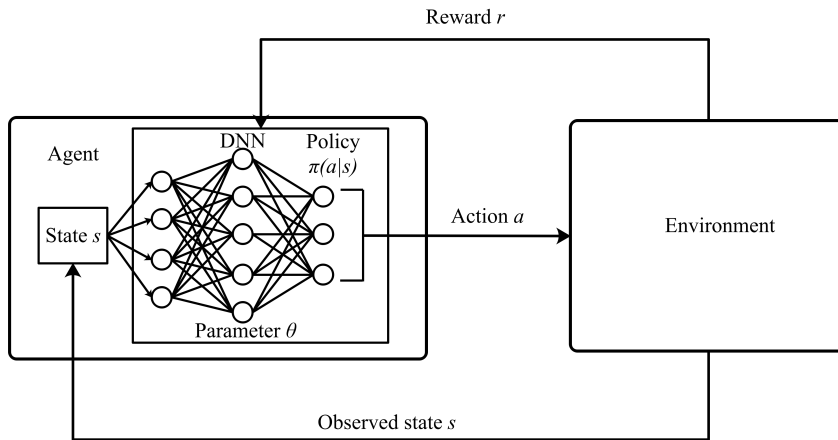 Reward r
Agent
DNN
Policy
π(a|s)
State s
Action a
Environment
Parameter θ
Observed state s